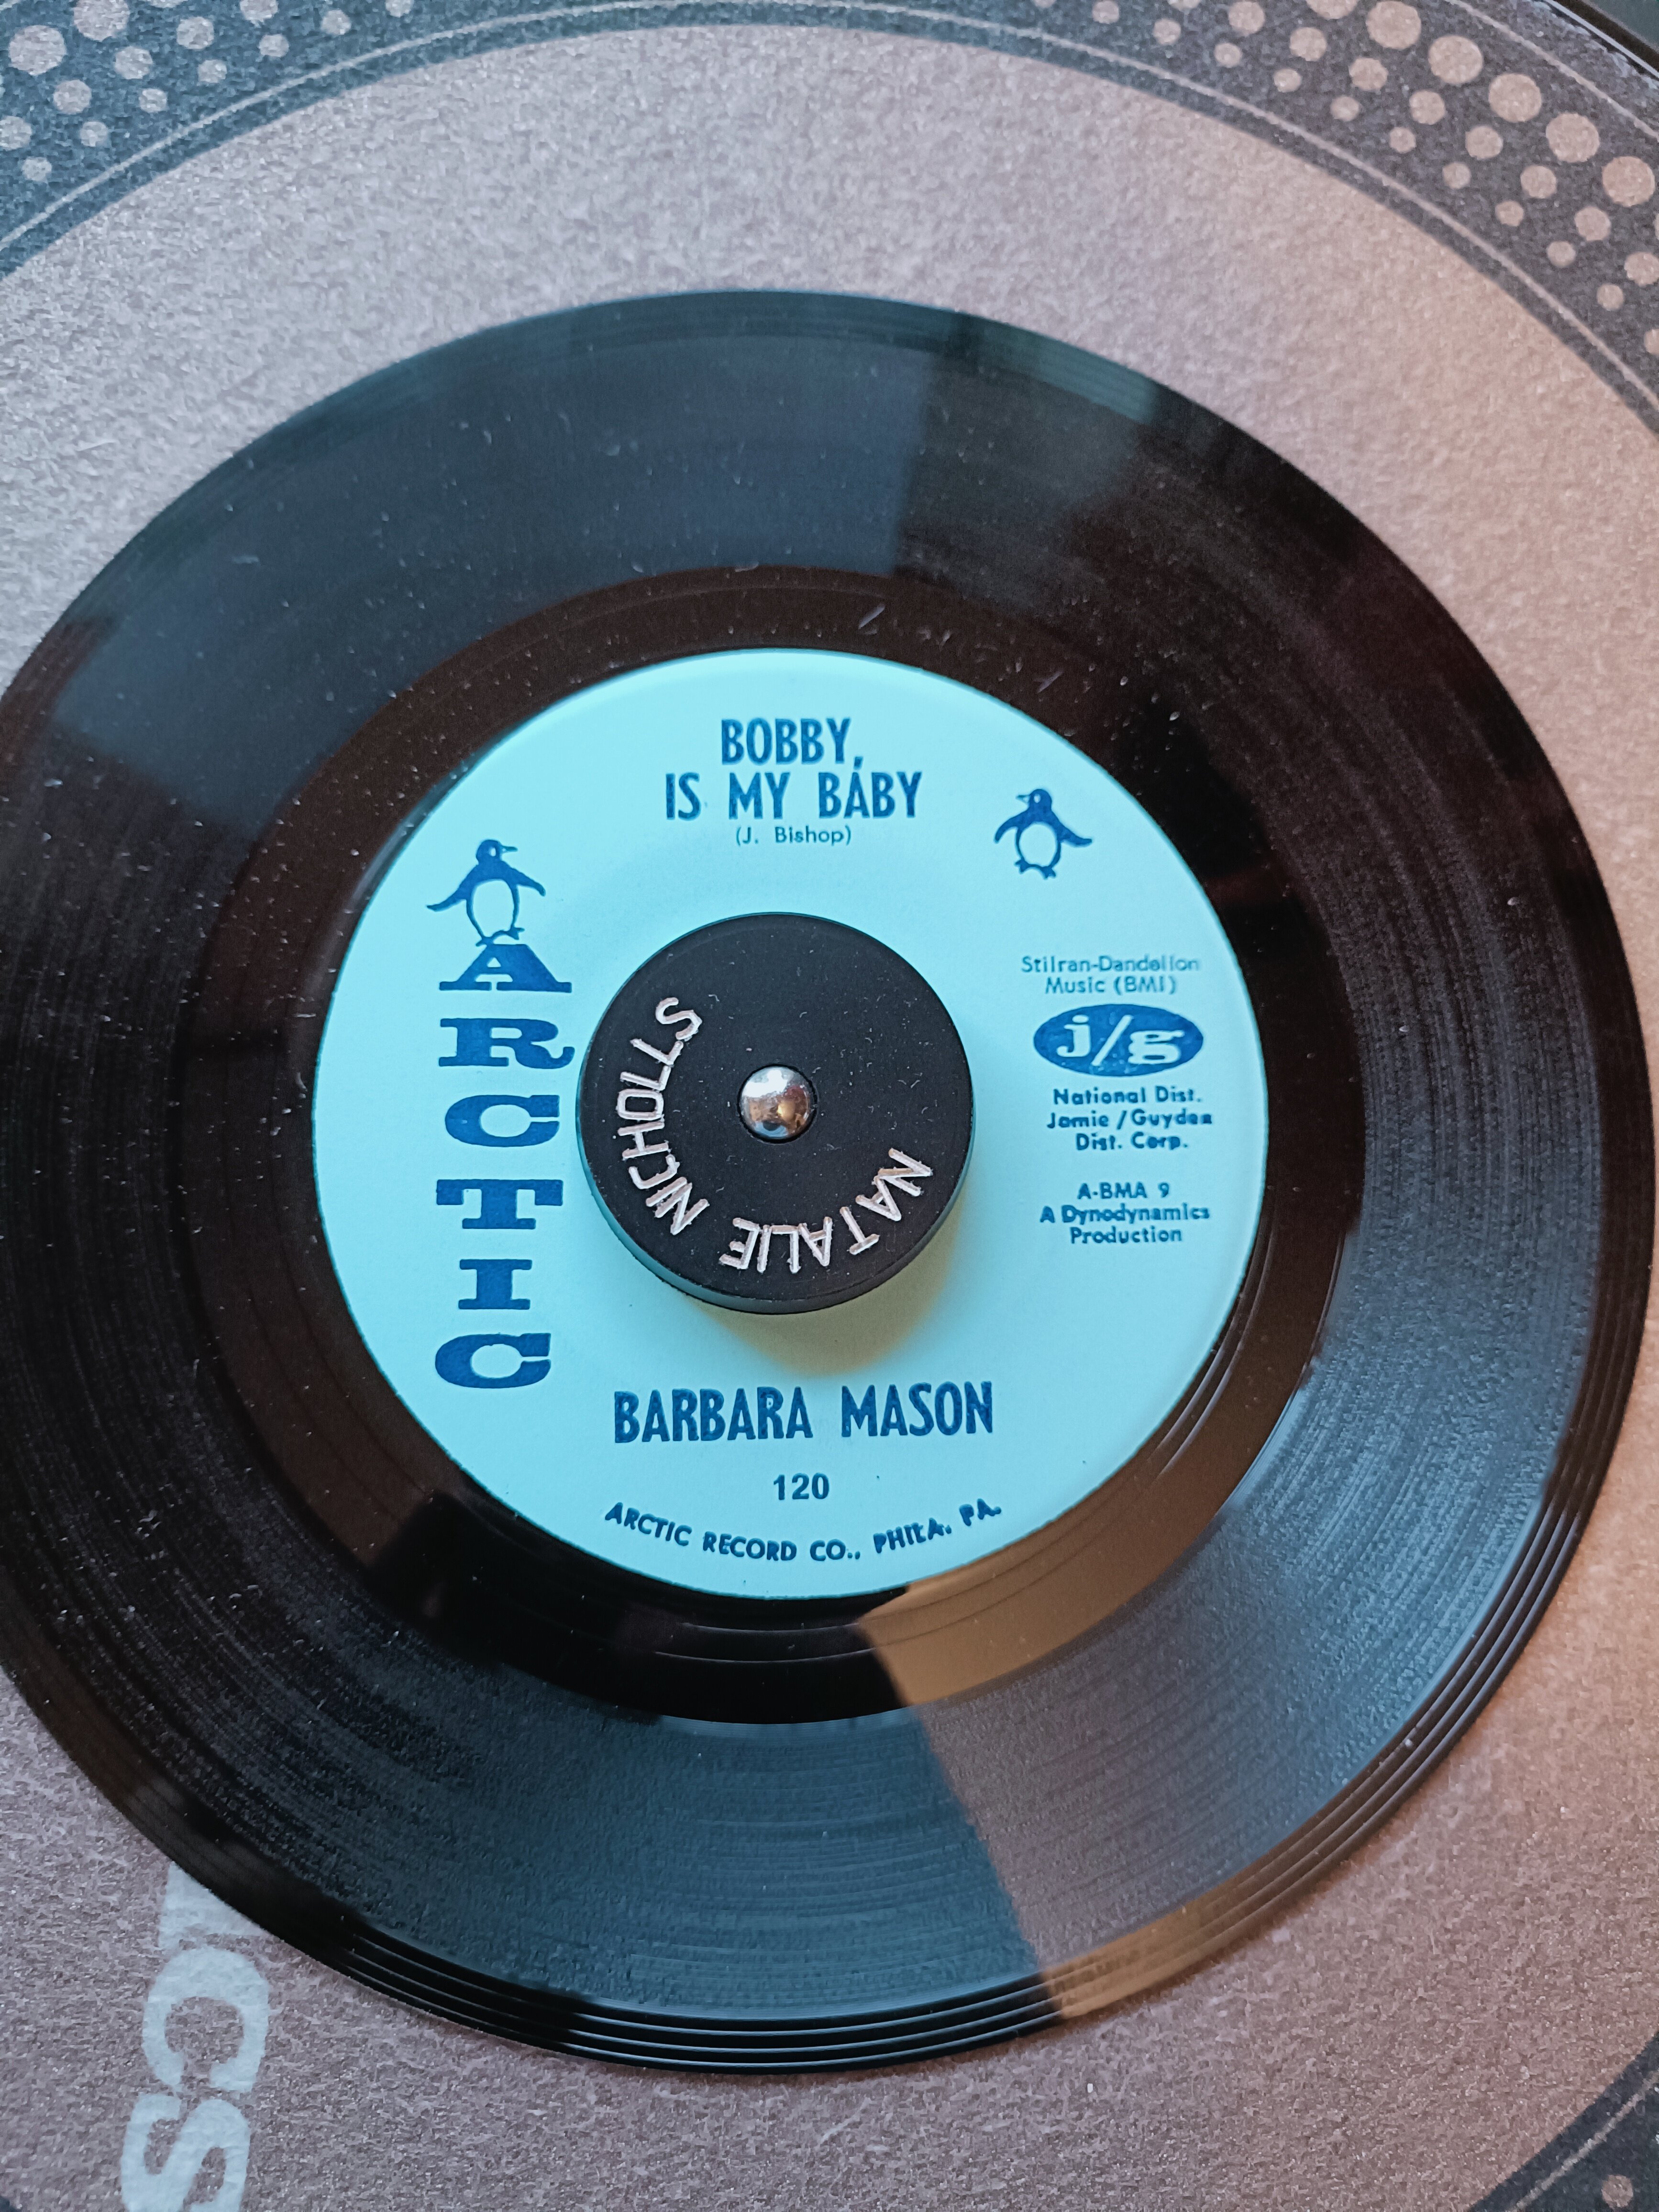 BOBBY,
IS MY BABY
(J. Bishop)
ARCTIC
Stilran-Dandelion
Music (BMI)
j/g
National Dist.
Jamie/Guyden
Dist. Corp.
A-BMA 9
A Dynodynamics
Production
NATALIE NICHOLLS
BARBARA MASON
120
ARCTIC RECORD CO., PHILA. PA.